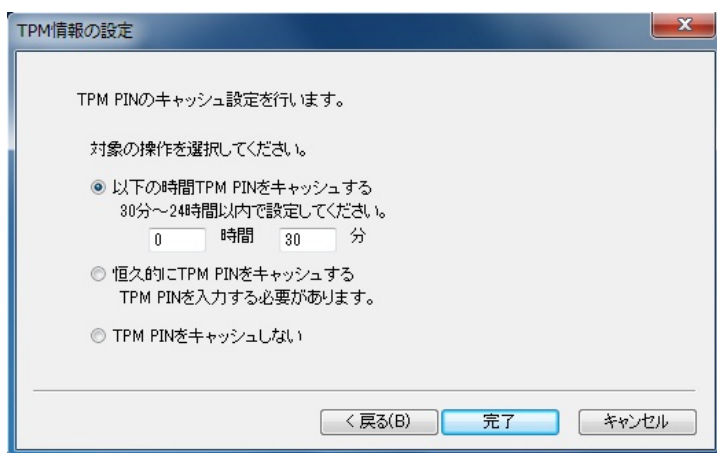 TPM情報の設定
TPM PINのキャッシュ設定を行います。
対象の操作を選択してください。
以下の時間TPM PINをキャッシュする
30分～24時間以内で設定してください。
0 時間 30 分
恒久的にTPM PINをキャッシュする
TPM PINを入力する必要があります。
TPM PINをキャッシュしない
< 戻る(B) 完了 キャンセル